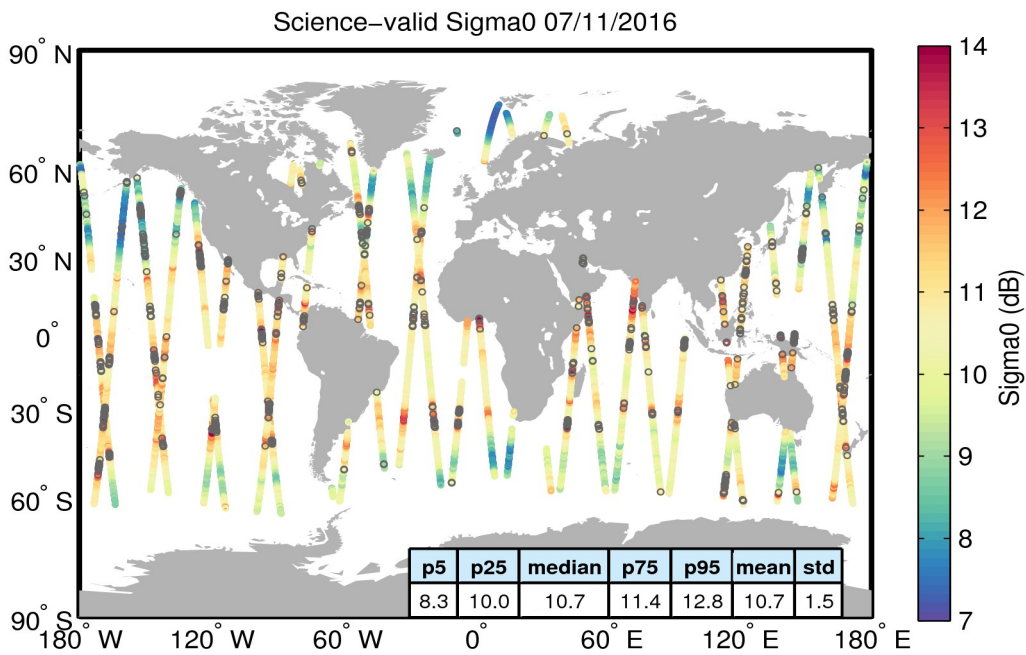 Science−valid Sigma0 07/11/2016
90° N
60° N
30° N
0°
30° S
60° S
90° S
180° W
120° W
60° W
0°
60° E
120° E
180° E
p5 p25 median p75 p95 mean std
8.3 10.0 10.7 11.4 12.8 10.7 1.5
14
13
12
11
10
9
8
7
Sigma0 (dB)